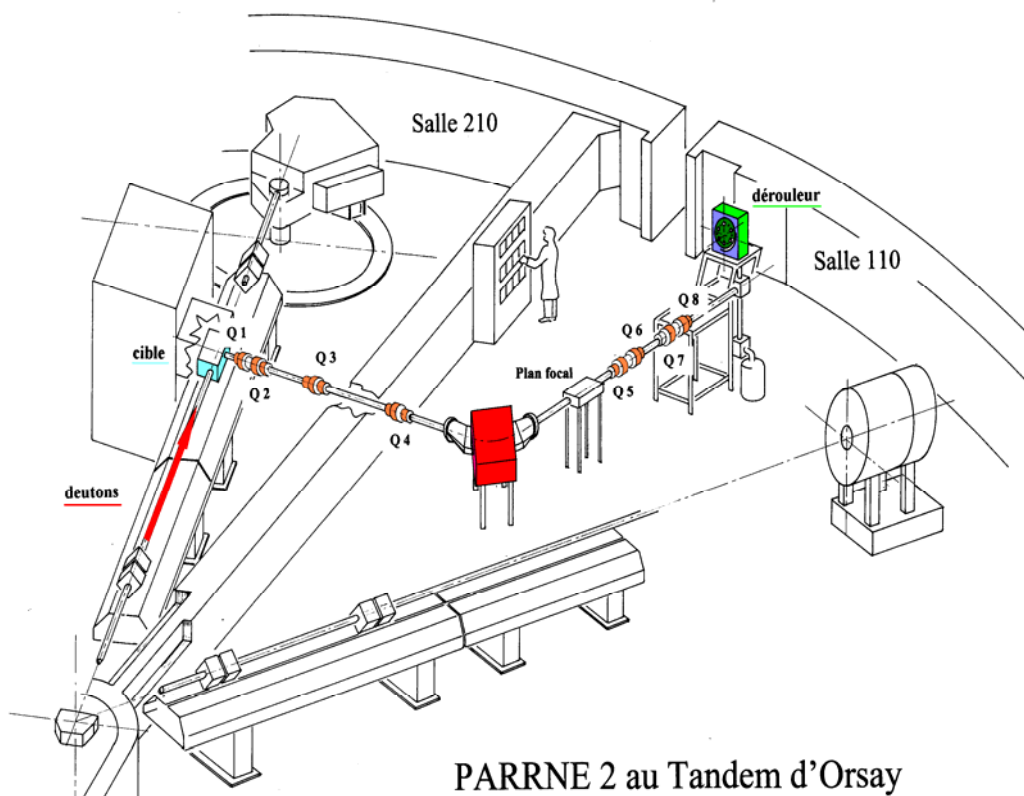 Salle 210
dérouleur
Salle 110
Q 8
Q 6
Q 1
cible
Q 3
Q 7
Plan focal
Q 5
Q 2
Q 4
deutons
PARRNE 2 au Tandem d'Orsay